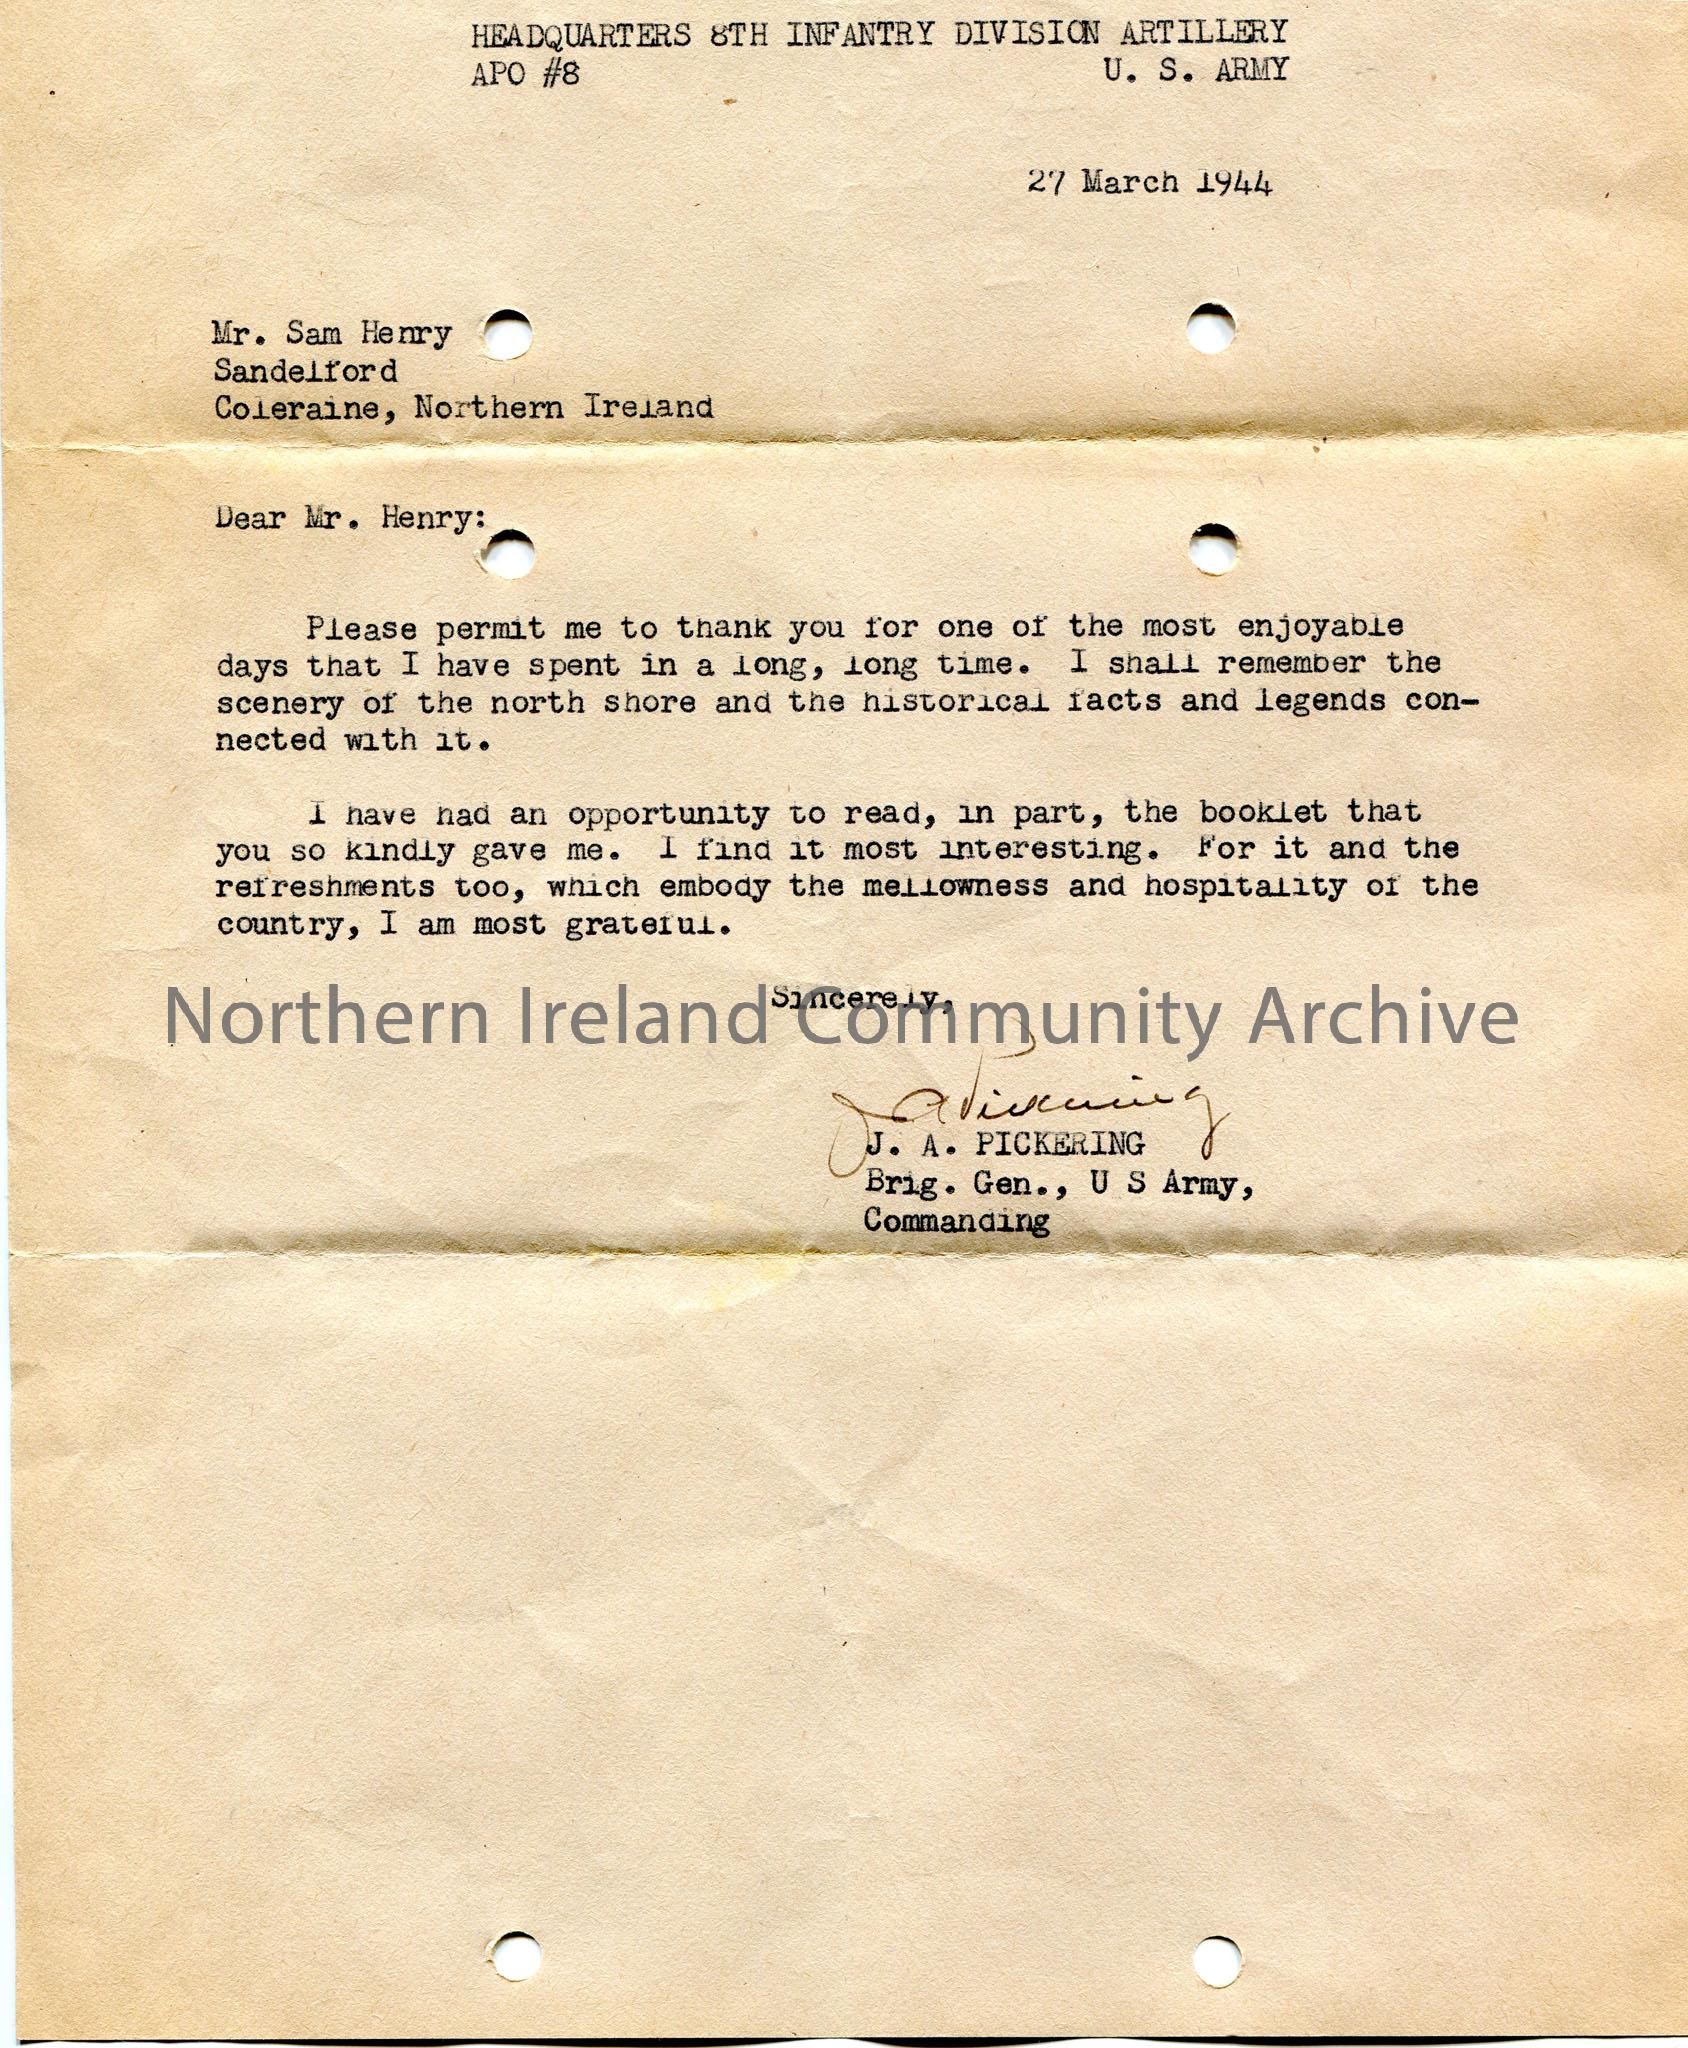 HEADQUARTERS 8TH INFANTRY DIVISION ARTILLERY
APO #8 U. S. ARMY
27 March 1944
Mr. Sam Henry
Sandelford
Coleraine, Northern Ireland
Dear Mr. Henry:
Please permit me to thank you for one of the most enjoyable
days that I have spent in a long, long time. I shall remember the
scenery of the north shore and the historical facts and legends con-
nected with it.
I have had an opportunity to read, in part, the booklet that
you so kindly gave me. I find it most interesting. For it and the
refreshments too, which embody the mellowness and hospitality of the
country, I am most grateful.
Sincerely,
Northern Ireland Community Archive
J A Pickering
J. A. PICKERING
Brig. Gen., U S Army,
Commanding